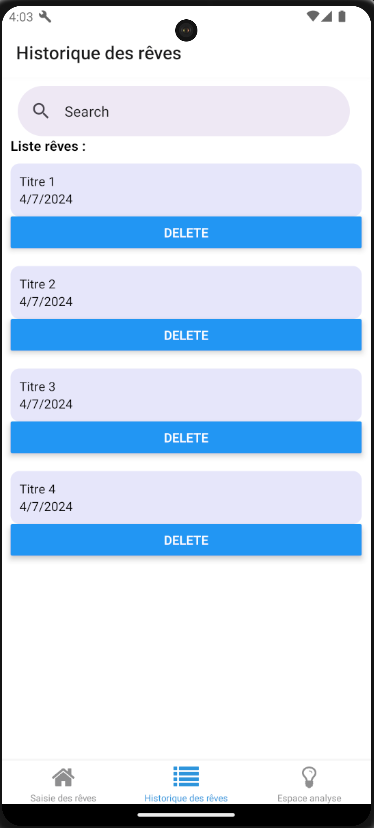 4:03
Historique des rêves
Search
Liste rêves :
Titre 1
4/7/2024
DELETE
Titre 2
4/7/2024
DELETE
Titre 3
4/7/2024
DELETE
Titre 4
4/7/2024
DELETE
Saisie des rêves
Historique des rêves
Espace analyse